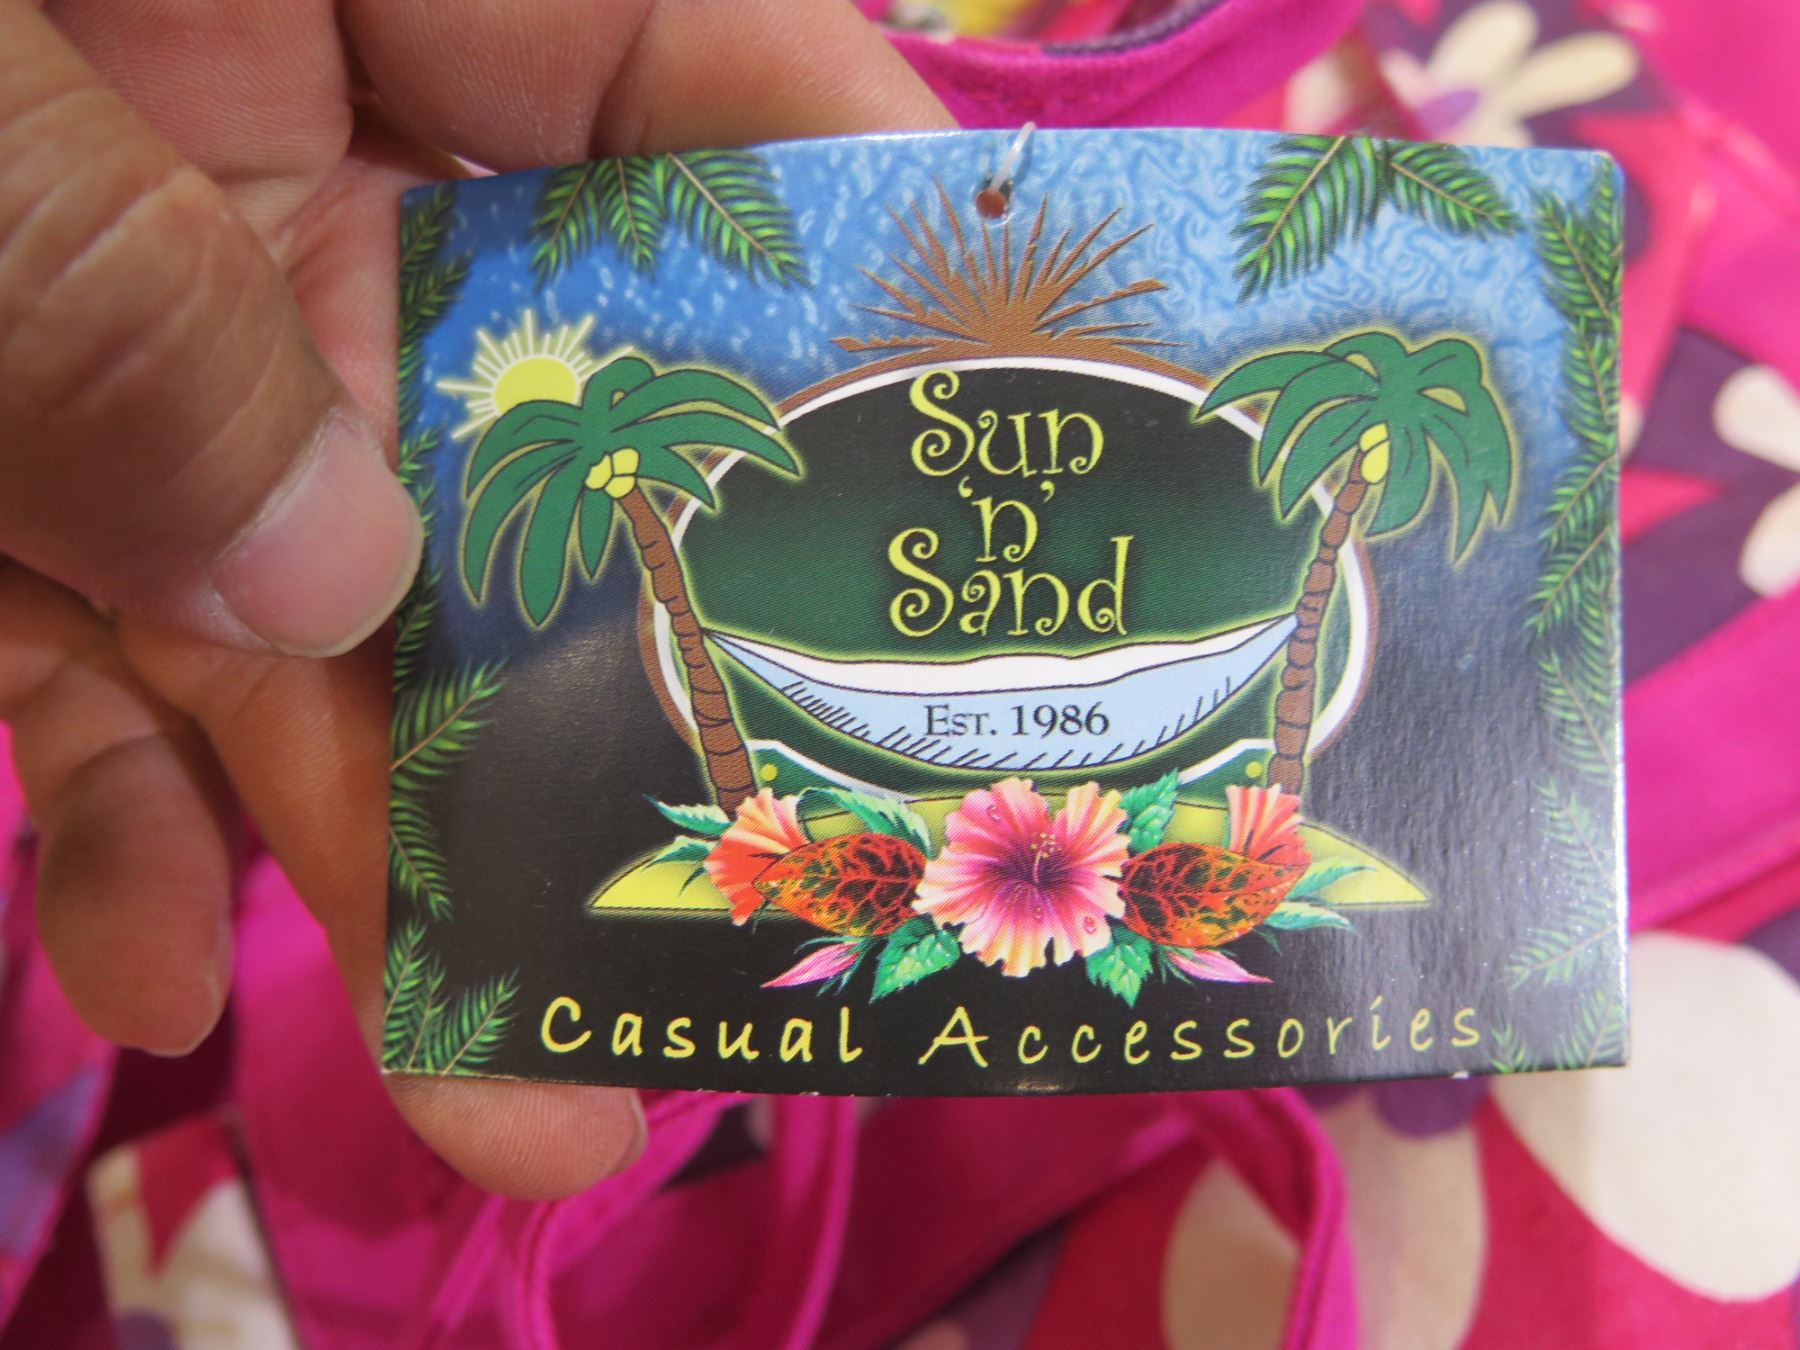 Sun
'n'
Sand
Est. 1986
Casual Accessories